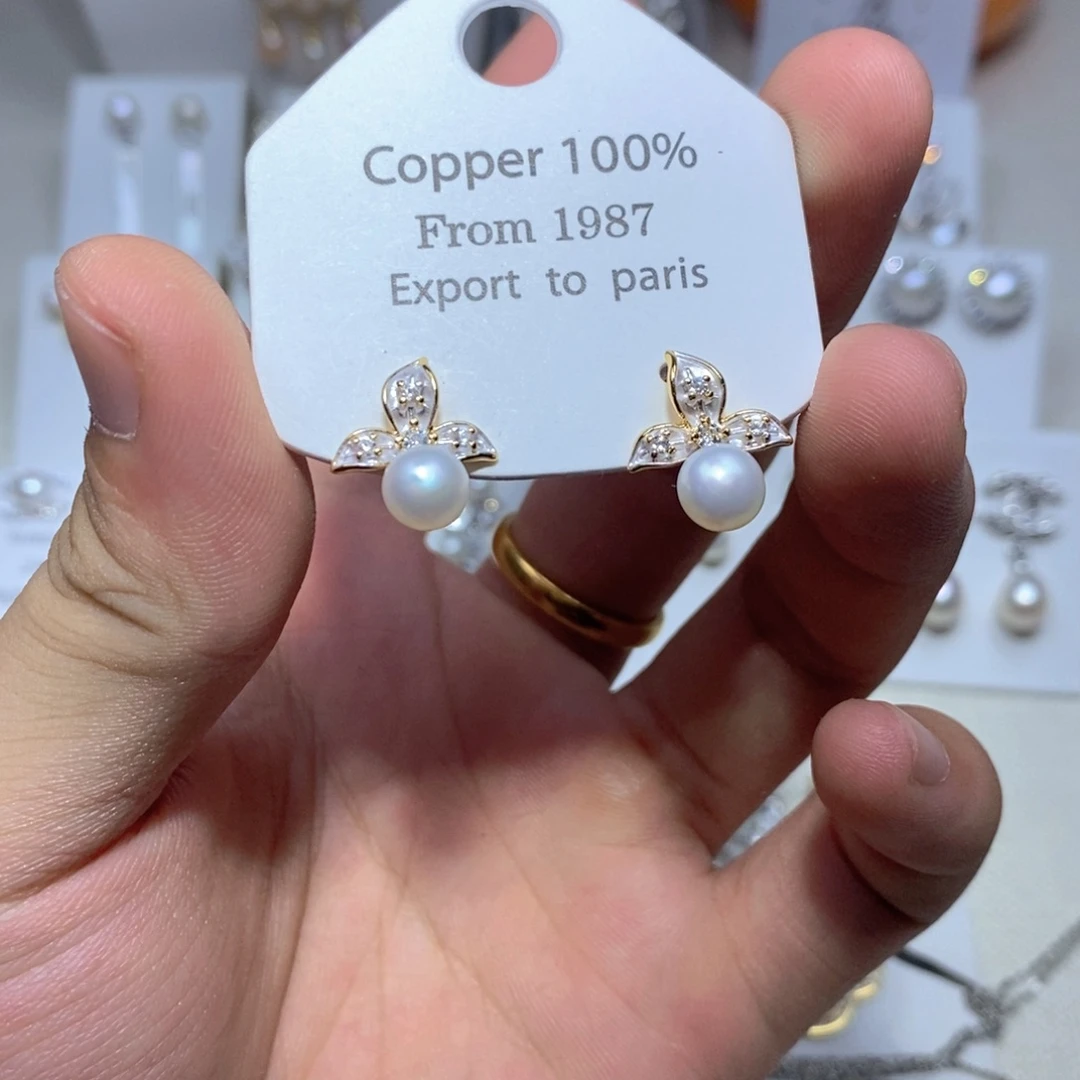 Copper 100%
From 1987
Export to paris